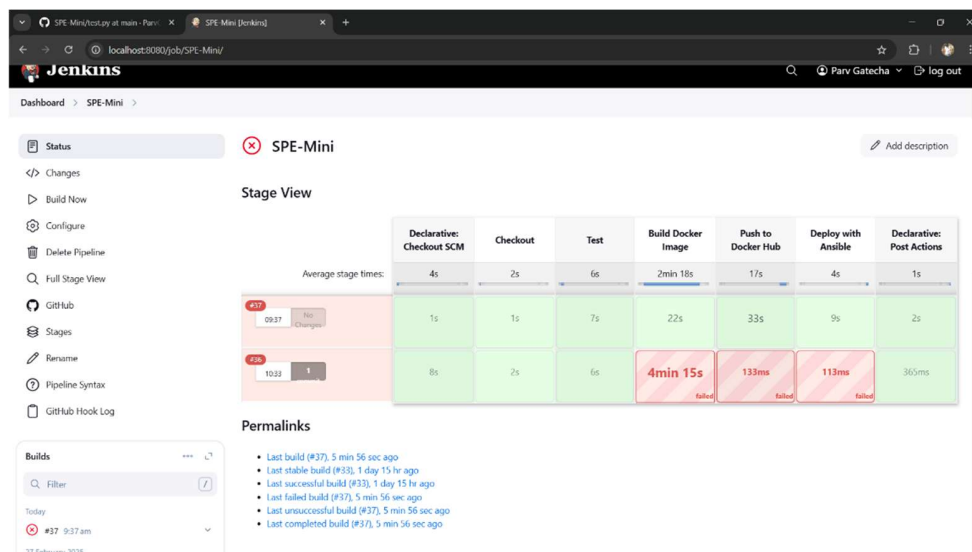 SPE-Mini/test.py at main · Parv
SPE-Mini [Jenkins]
localhost:8080/job/SPE-Mini/
Jenkins
Parv Gatecha
log out
Dashboard > SPE-Mini >
Status
Changes
Build Now
Configure
Delete Pipeline
Full Stage View
GitHub
Stages
Rename
Pipeline Syntax
GitHub Hook Log
Builds
Filter
/
Today
#37 9:37 am
27 February 2025
SPE-Mini
Add description
Stage View
Declarative: Checkout SCM
Checkout
Test
Build Docker Image
Push to Docker Hub
Deploy with Ansible
Declarative: Post Actions
Average stage times:
4s 2s 6s 2min 18s 17s 4s 1s
#37
09:37
No Changes
1s 1s 7s 22s 33s 9s 2s
#36
10:33
1
8s 2s 6s 4min 15s 133ms 113ms 365ms
failed failed failed
Permalinks
Last build (#37), 5 min 56 sec ago
Last stable build (#33), 1 day 15 hr ago
Last successful build (#33), 1 day 15 hr ago
Last failed build (#37), 5 min 56 sec ago
Last unsuccessful build (#37), 5 min 56 sec ago
Last completed build (#37), 5 min 56 sec ago